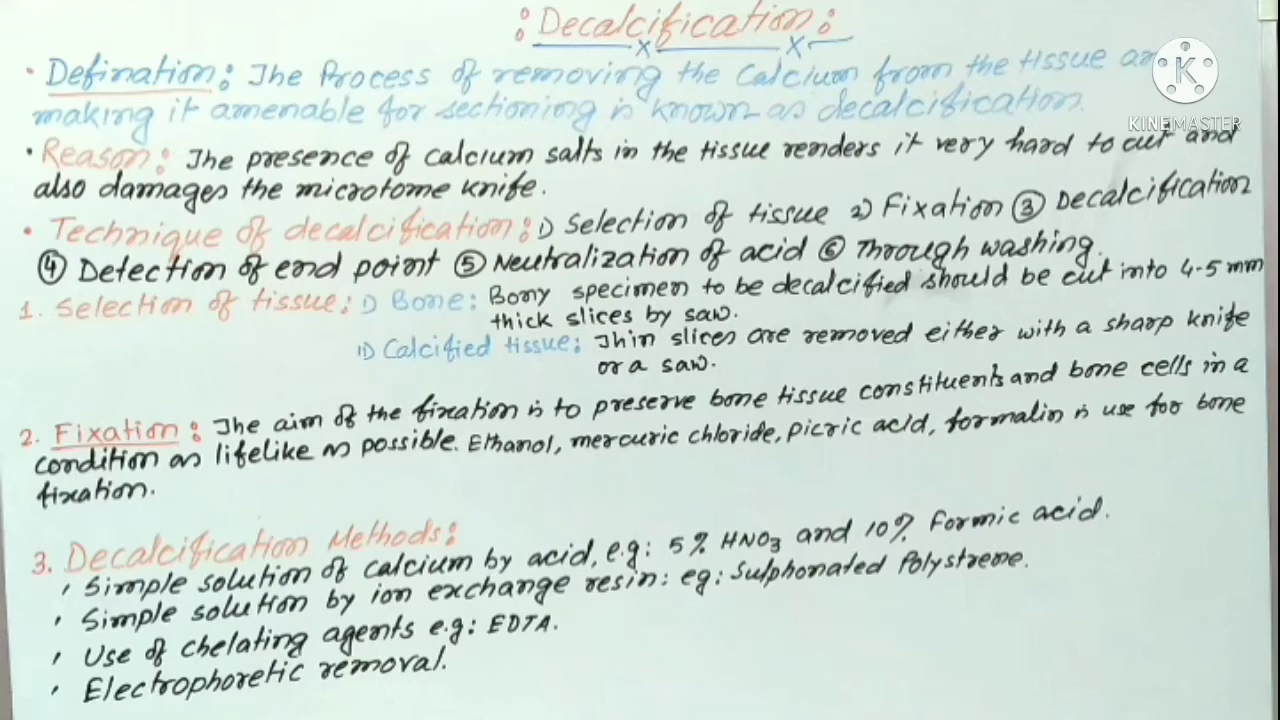 : Decalcification :
• Defination: The Process of removing the Calcium from the tissue an
making it amenable for sectioning is known as decalcification.
K
KINEMASTER
• Reason: The presence of calcium salts in the tissue renders it very hard to cut and
also damages the microtome knife.
• Technique of decalcification: 1) Selection of tissue 2) Fixation ③ Decalcification
④ Detection of end point ⑤ Neutralization of acid ⑥ Through washing.
1. Selection of tissue: 1) Bone: Bony specimen to be decalcified should be cut into 4-5 mm
thick slices by saw.
11) Calcified tissue: Thin slices are removed either with a sharp knife
or a saw.
2. Fixation: The aim of the fixation is to preserve bone tissue constituents and bone cells in a
condition as lifelike as possible. Ethanol, mercuric chloride, picric acid, formalin is use foo bone
fixation.
3. Decalcification Methods:
, Simple solution of calcium by acid, e.g: 5% HNO3 and 10% Formic acid.
, Simple solution by ion exchange resin: eg: Sulphonated Polystrene.
, Use of chelating agents e.g: EDTA.
, Electrophoretic removal.